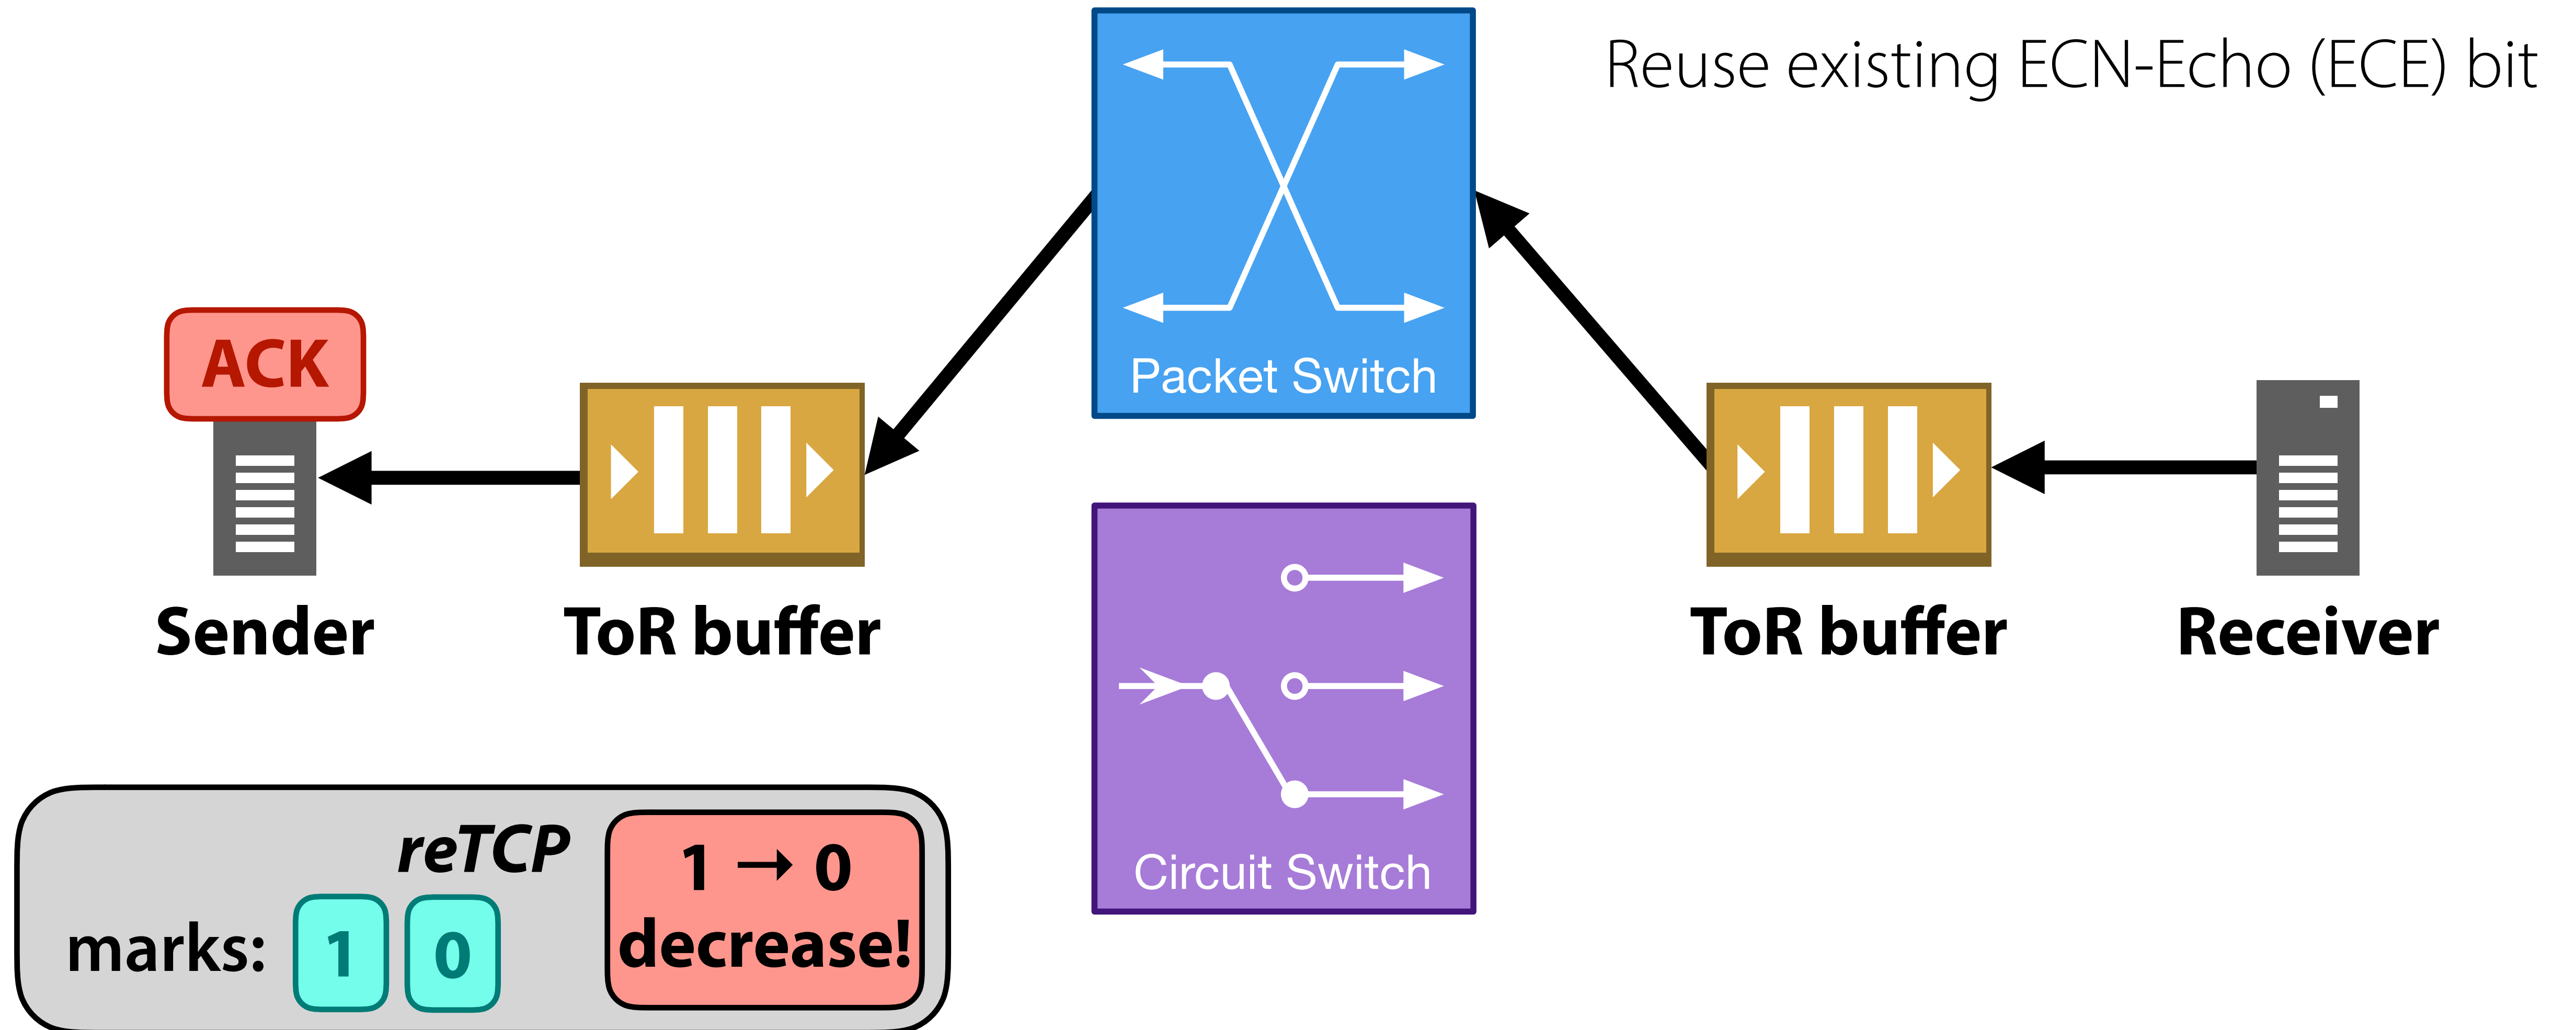 Reuse existing ECN-Echo (ECE) bit
Packet Switch
ACK
Sender
ToR buffer
ToR buffer
Receiver
Circuit Switch
reTCP
marks: 1 0
1 → 0
decrease!